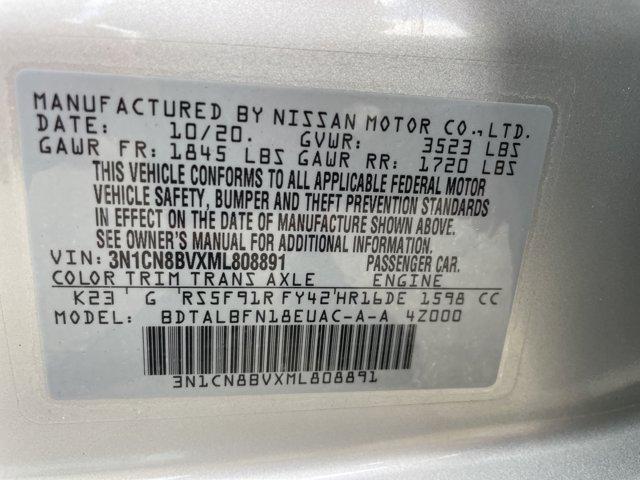 MANUFACTURED BY NISSAN MOTOR CO.,LTD.
DATE: 10/20. GVWR: 3523 LBS
GAWR FR: 1845 LBS GAWR RR: 1720 LBS
THIS VEHICLE CONFORMS TO ALL APPLICABLE FEDERAL MOTOR
VEHICLE SAFETY, BUMPER AND THEFT PREVENTION STANDARDS
IN EFFECT ON THE DATE OF MANUFACTURE SHOWN ABOVE.
SEE OWNER'S MANUAL FOR ADDITIONAL INFORMATION.
VIN: 3N1CN8BVXML808891 PASSENGER CAR.
COLOR TRIM TRANS AXLE ENGINE
K23 G RS5F91R FY42 HR16DE 1598 CC
MODEL: BDTALBFN18EUAC-A-A 4Z000
3N1CN8BVXML808891